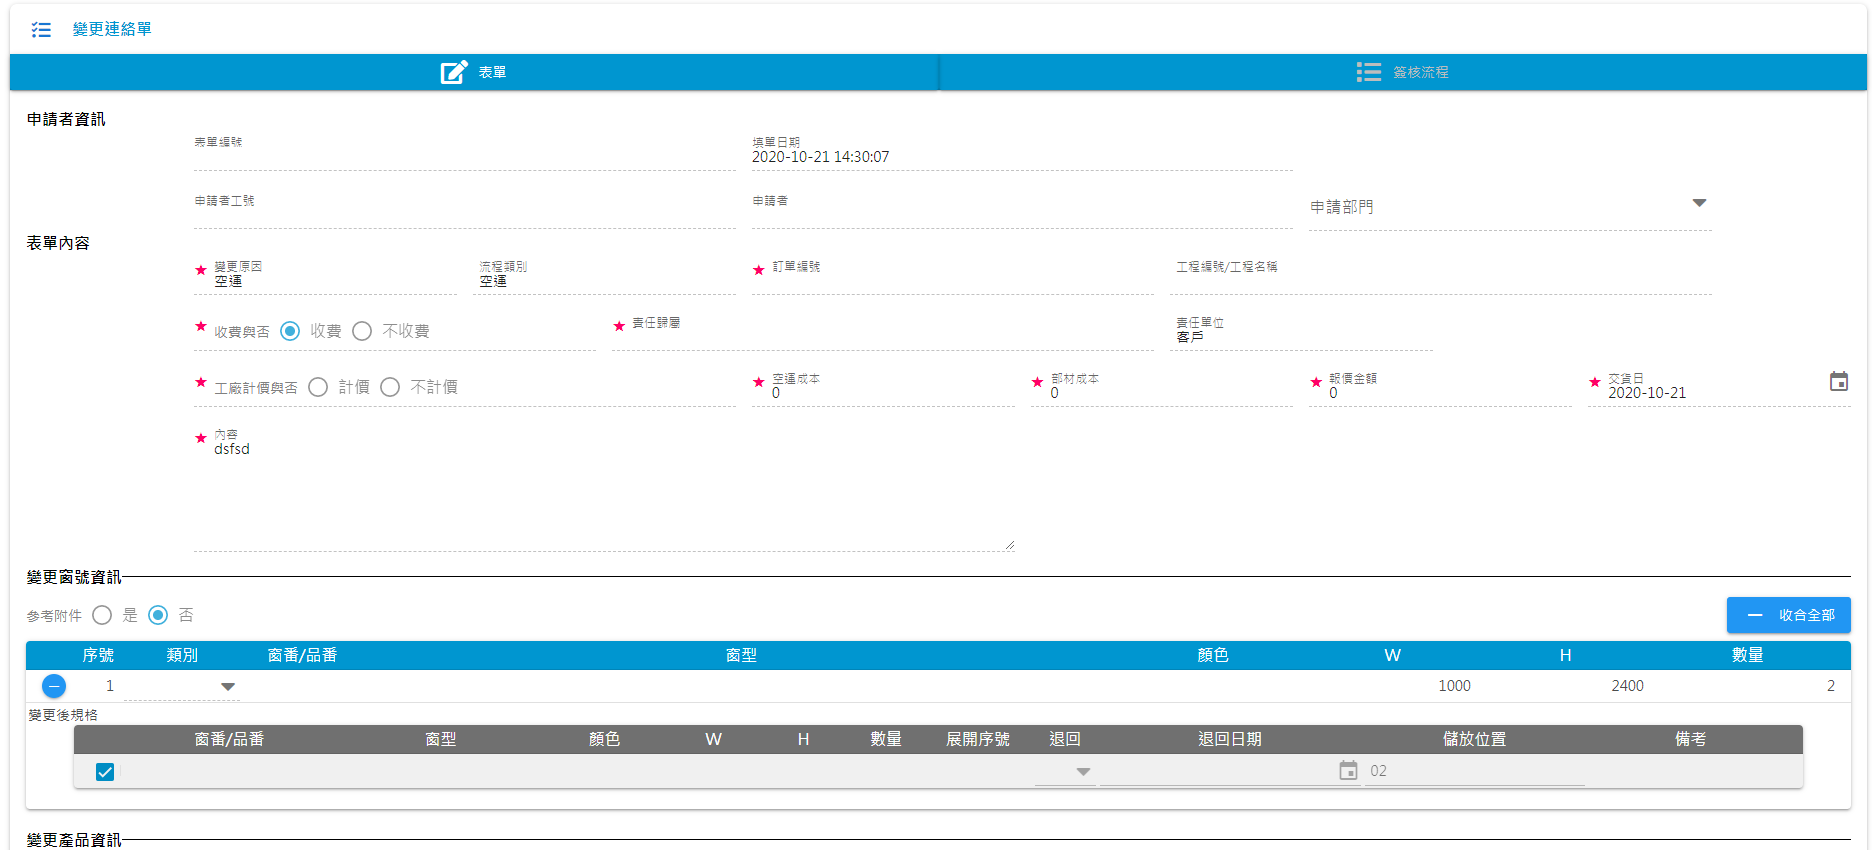 變更連絡單
表單 簽核流程
申請者資訊
表單編號 填單日期
2020-10-21 14:30:07
申請者工號 申請者 申請部門
表單內容
★ 變更原因 流程類別 ★ 訂單編號 工程編號/工程名稱
空運 空運
★ 收費與否 收費 不收費 ★ 責任歸屬 責任單位
客戶
★ 工廠計價與否 計價 不計價 ★ 空運成本 ★ 部材成本 ★ 報價金額 ★ 交貨日
0 0 0 2020-10-21
★ 內容
dsfsd
變更窗號資訊
參考附件 是 否 收合全部
序號 類別 窗番/品番 窗型 顏色 W H 數量
1 1000 2400 2
變更後規格
窗番/品番 窗型 顏色 W H 數量 展開序號 退回 退回日期 儲放位置 備考
02
變更產品資訊